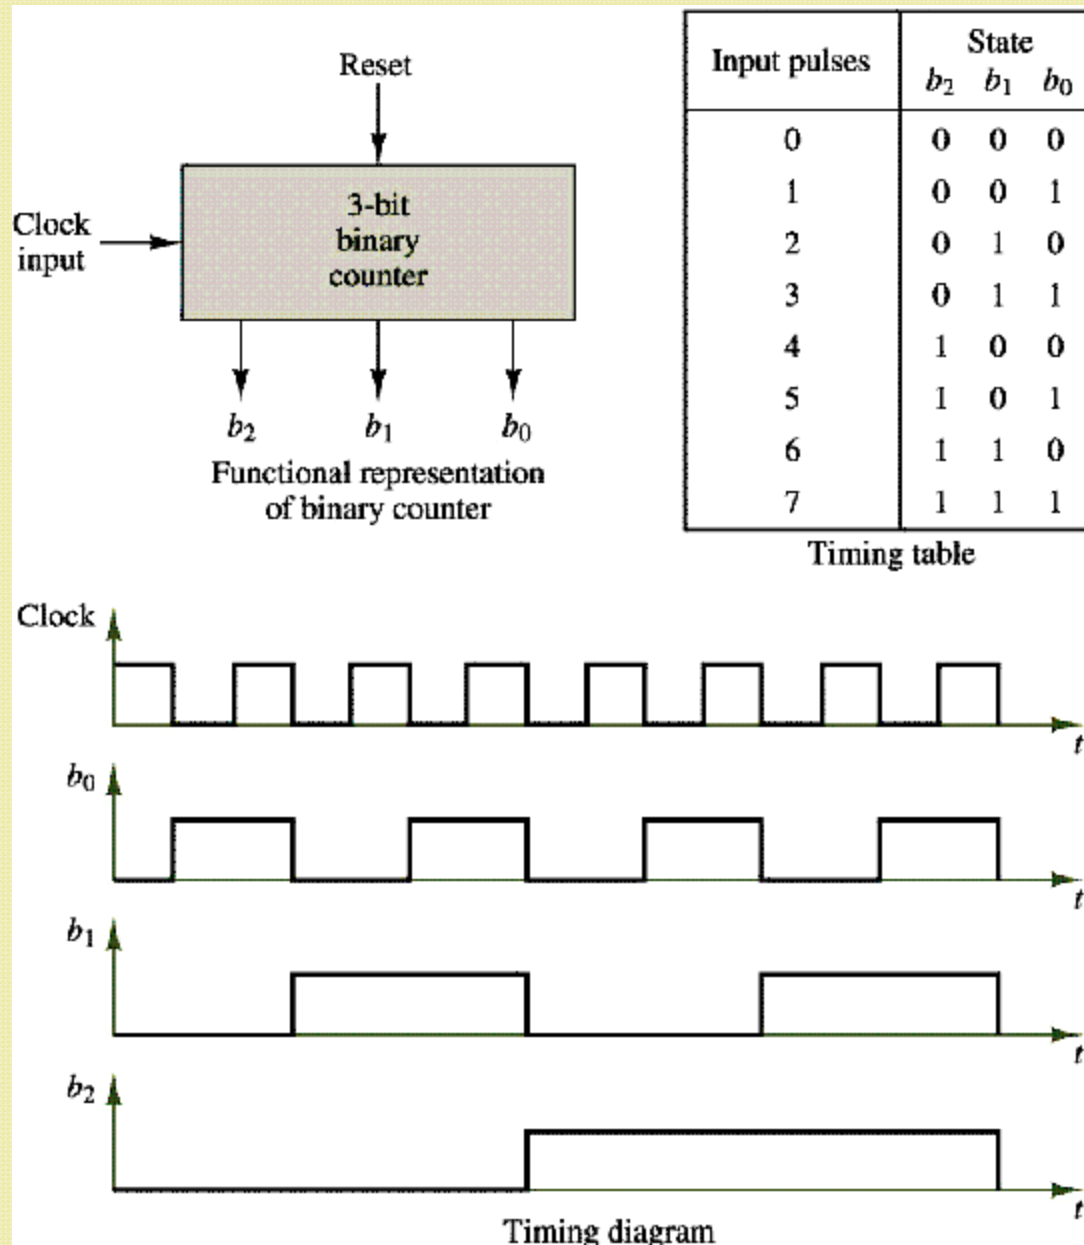 Reset
Clock
input
3-bit
binary
counter
b2 b1 b0
Functional representation
of binary counter
Input pulses State
b2 b1 b0
0 0 0 0
1 0 0 1
2 0 1 0
3 0 1 1
4 1 0 0
5 1 0 1
6 1 1 0
7 1 1 1
Timing table
Clock
t
b0
t
b1
t
b2
t
Timing diagram